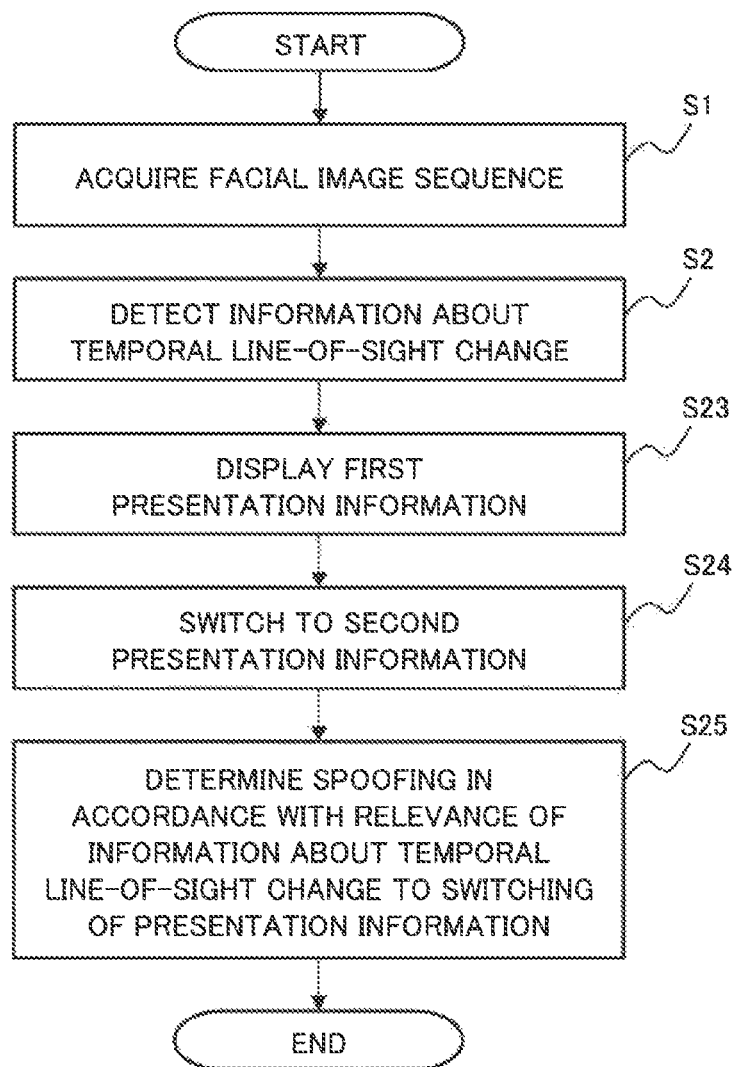 START
S1
ACQUIRE FACIAL IMAGE SEQUENCE
S2
DETECT INFORMATION ABOUT
TEMPORAL LINE-OF-SIGHT CHANGE
S23
DISPLAY FIRST
PRESENTATION INFORMATION
S24
SWITCH TO SECOND
PRESENTATION INFORMATION
S25
DETERMINE SPOOFING IN
ACCORDANCE WITH RELEVANCE OF
INFORMATION ABOUT TEMPORAL
LINE-OF-SIGHT CHANGE TO SWITCHING
OF PRESENTATION INFORMATION
END